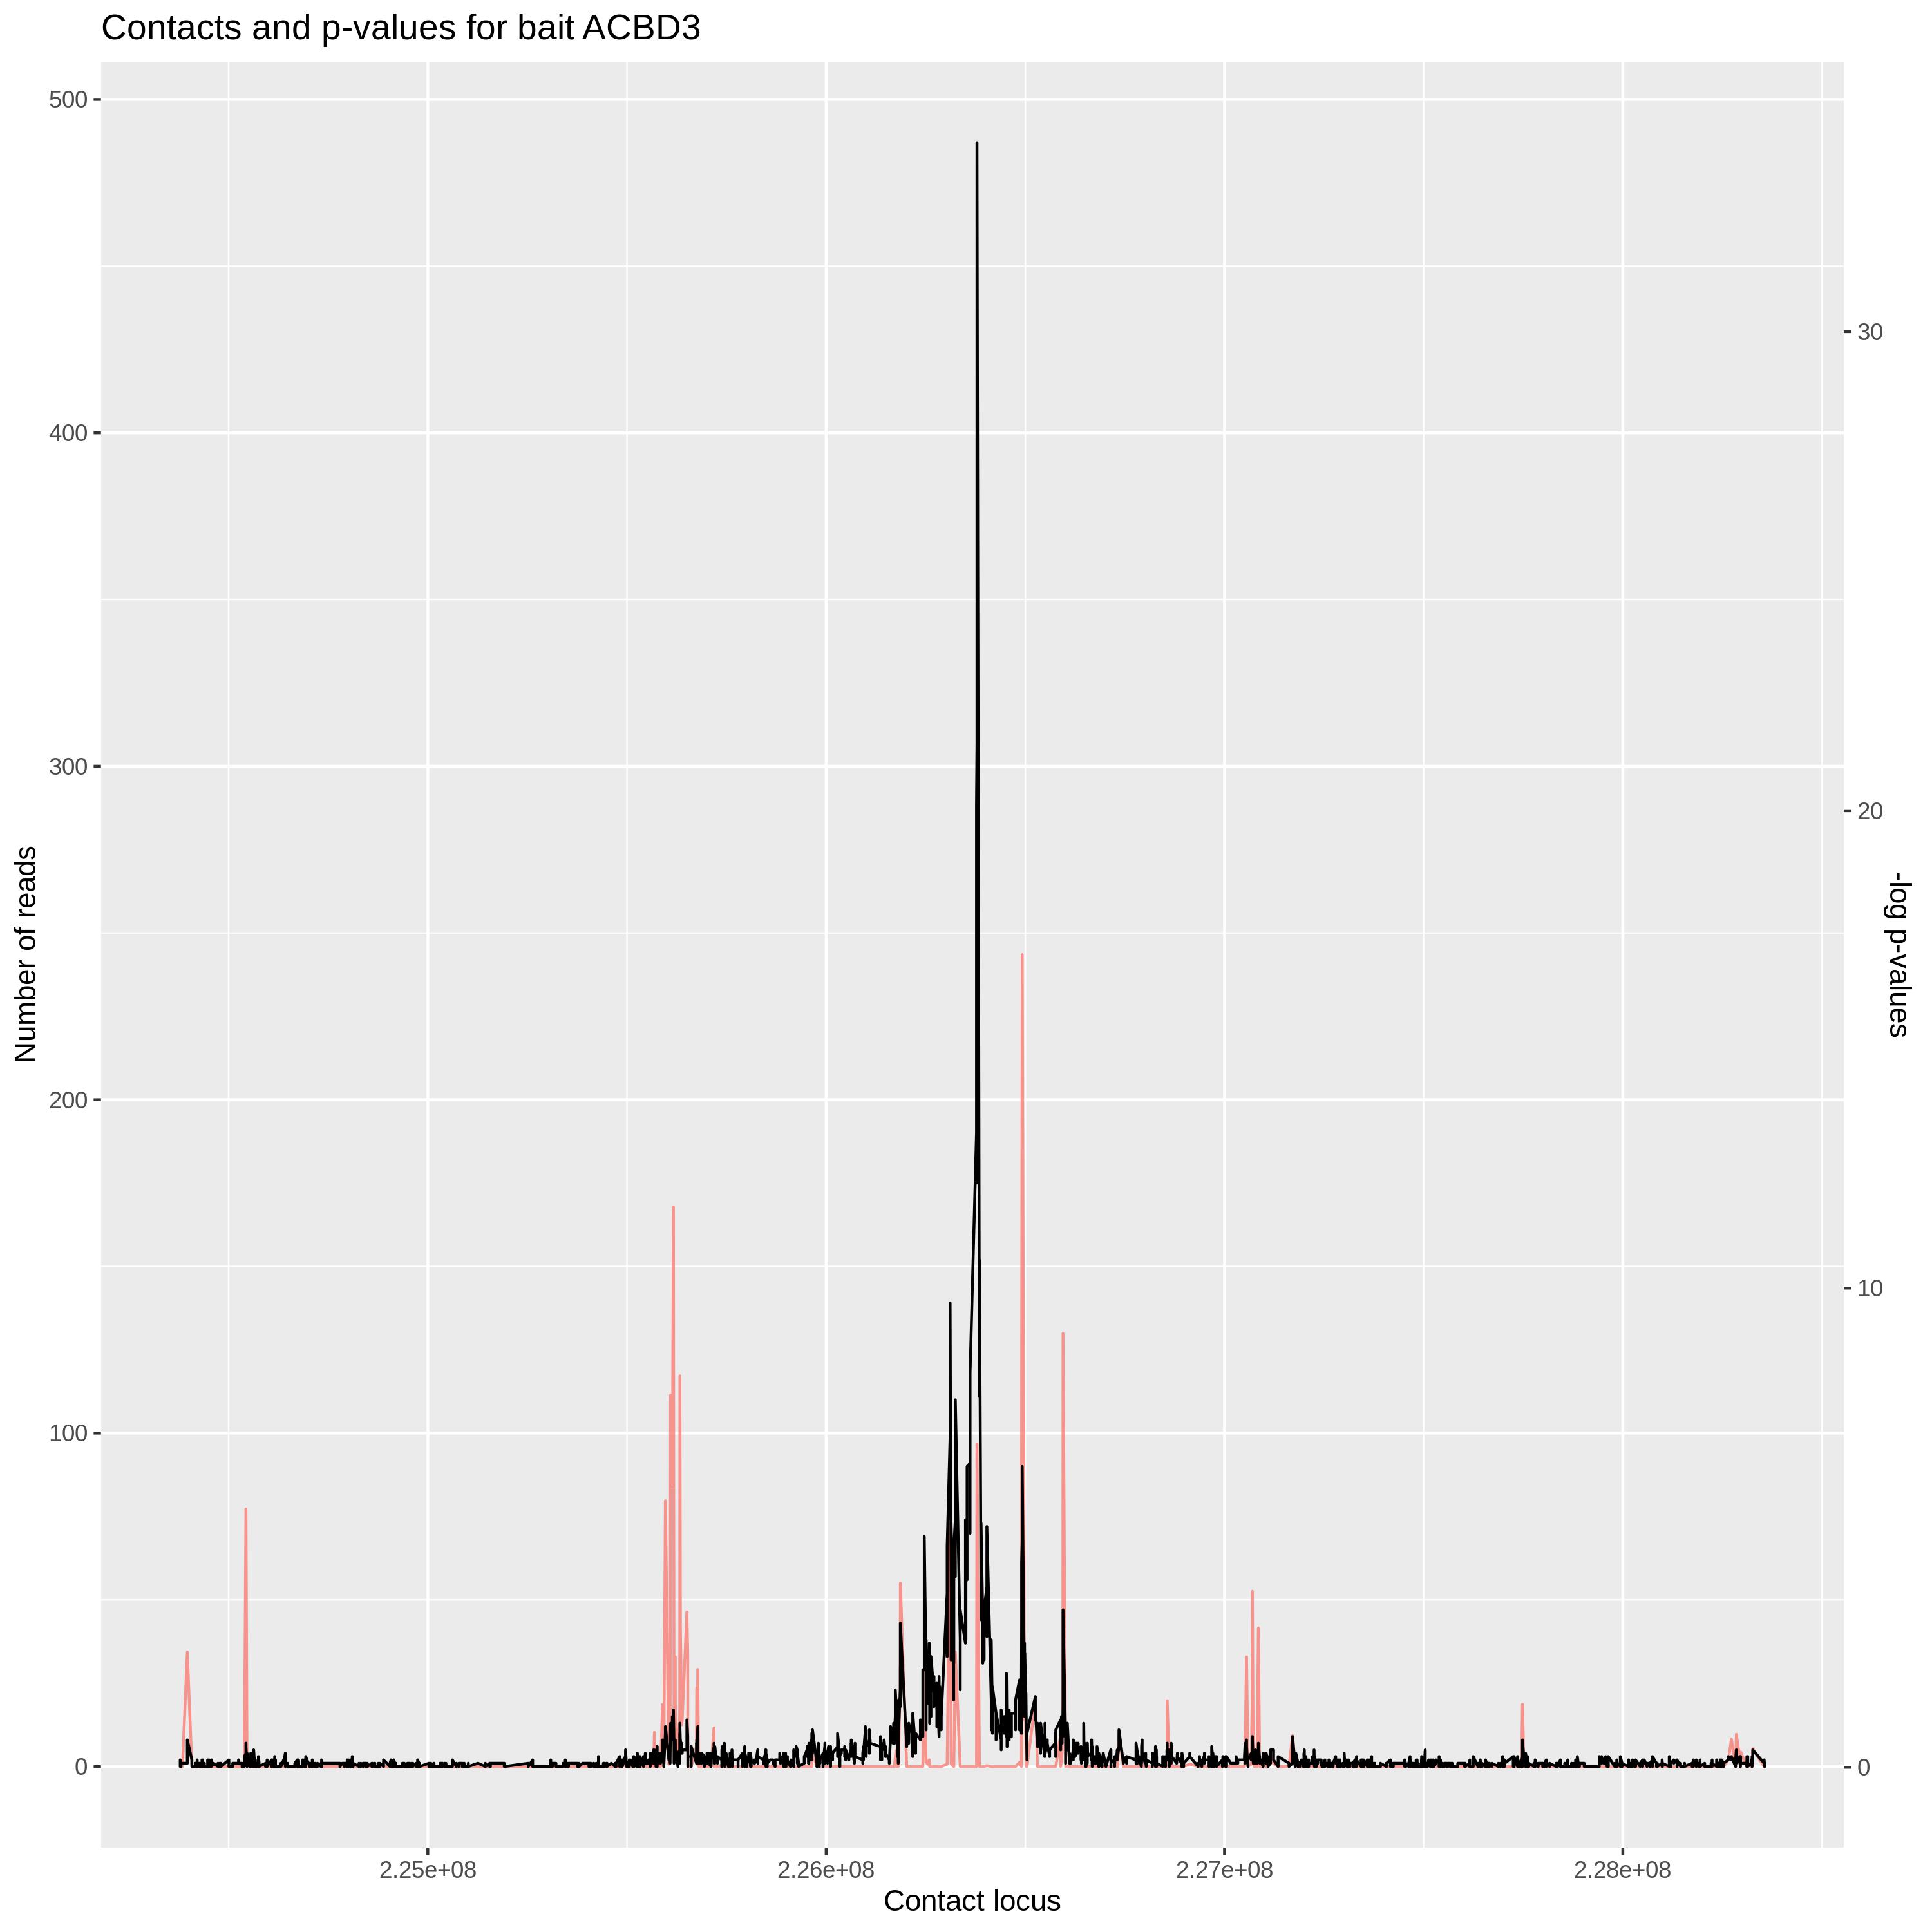 Contacts and p-values for bait ACBD3
500
400
300
200
100
0
Number of reads
30
20
10
0
-log p-values
2.25e+08
2.26e+08
2.27e+08
2.28e+08
Contact locus